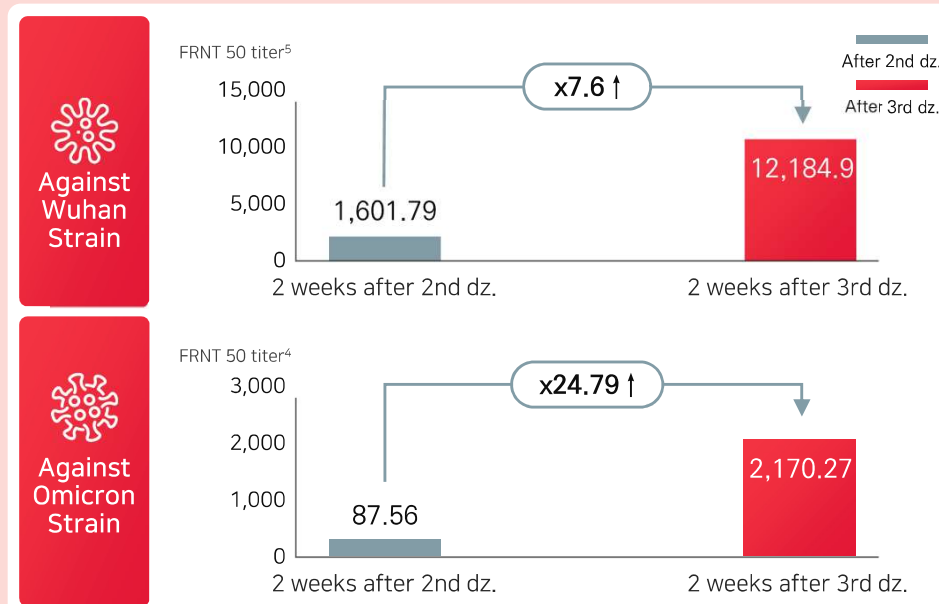 Against
Wuhan
Strain
FRNT 50 titer⁵
After 2nd dz.
After 3rd dz.
15,000
10,000
5,000
0
x7.6 ↑
1,601.79
12,184.9
2 weeks after 2nd dz.
2 weeks after 3rd dz.
Against
Omicron
Strain
FRNT 50 titer⁴
3,000
2,000
1,000
0
x24.79 ↑
87.56
2,170.27
2 weeks after 2nd dz.
2 weeks after 3rd dz.